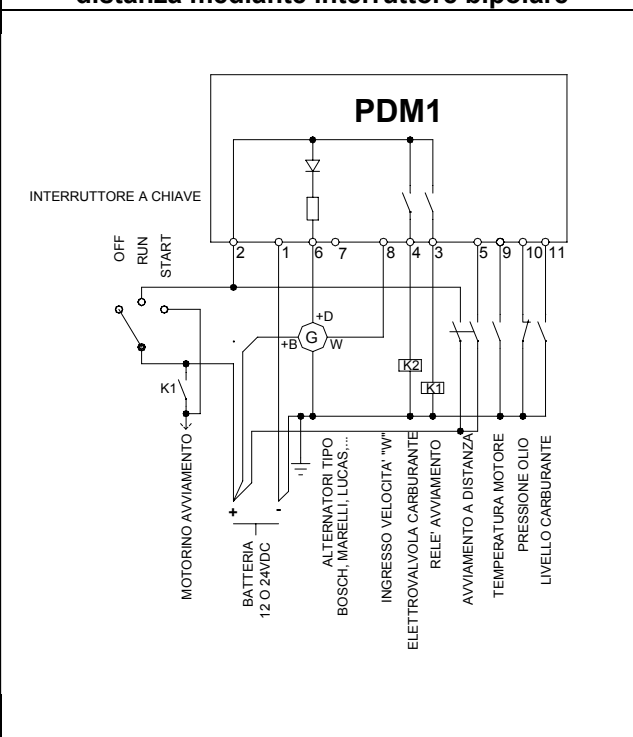 distanza mediante interruttore bipolare
PDM1
INTERRUTTORE A CHIAVE
OFF
RUN
START
2
1
6
7
8
4
3
5
9
10
11
+D
+B
G
W
K2
K1
K1
+
-
MOTORINO AVVIAMENTO
BATTERIA
12 O 24VDC
ALTERNATORI TIPO
BOSCH, MARELLI, LUCAS,...
INGRESSO VELOCITA' "W"
ELETTROVALVOLA CARBURANTE
RELE' AVVIAMENTO
AVVIAMENTO A DISTANZA
TEMPERATURA MOTORE
PRESSIONE OLIO
LIVELLO CARBURANTE